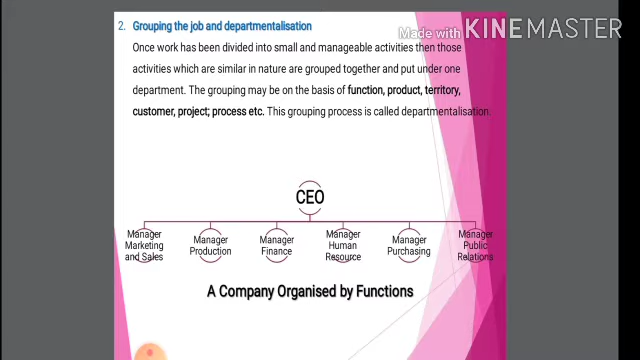 Made with KINEMASTER
2. Grouping the job and departmentalisation
Once work has been divided into small and manageable activities then those
activities which are similar in nature are grouped together and put under one
department. The grouping may be on the basis of function, product, territory,
customer, project; process etc. This grouping process is called departmentalisation.
CEO
Manager
Marketing
and Sales
Manager
Production
Manager
Finance
Manager
Human
Resource
Manager
Purchasing
Manager
Public
Relations
A Company Organised by Functions